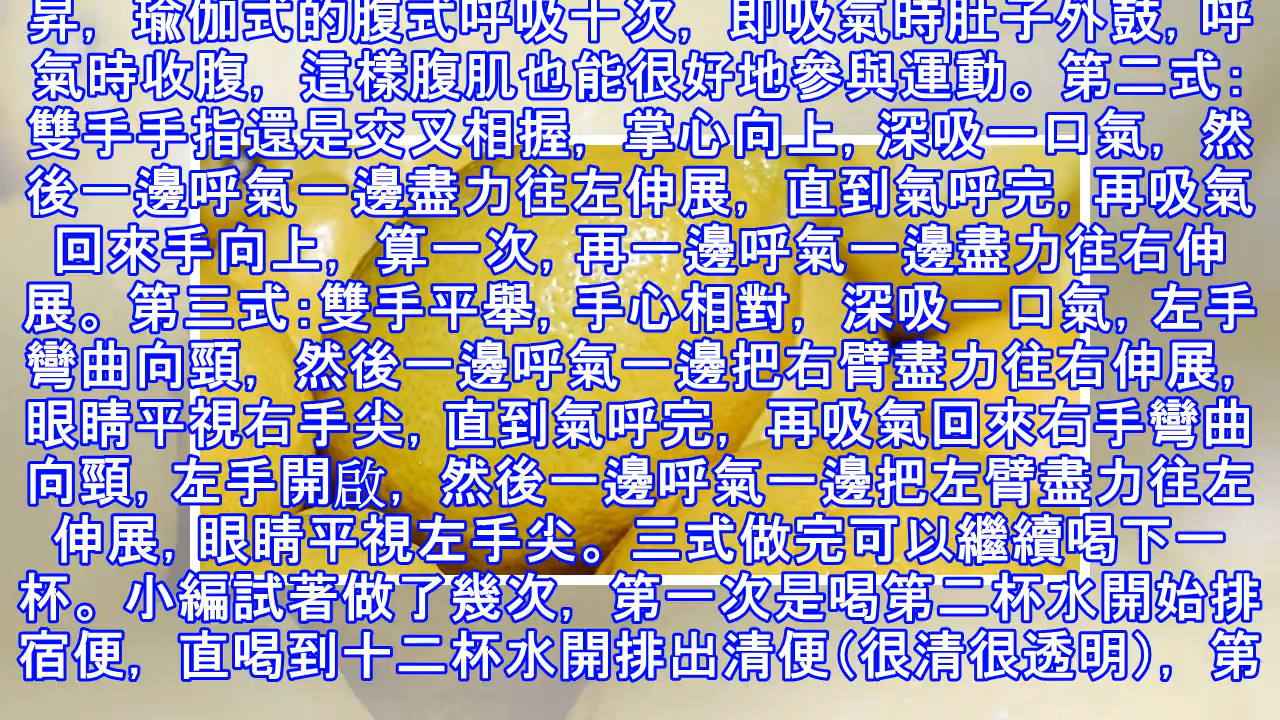 昇, 瑜伽式的腹式呼吸十次, 即吸氣時肚子外鼓, 呼
氣時收腹, 這樣腹肌也能很好地參與運動。第二式:
雙手手指還是交叉相握, 掌心向上, 深吸一口氣, 然
後一邊呼氣一邊盡力往左伸展, 直到氣呼完, 再吸氣
回來手向上, 算一次, 再一邊呼氣一邊盡力往右伸
展。第三式:雙手平舉, 手心相對, 深吸一口氣, 左手
彎曲向頸, 然後一邊呼氣一邊把右臂盡力往右伸展,
眼睛平視右手尖, 直到氣呼完, 再吸氣回來右手彎曲
向頸, 左手開啟, 然後一邊呼氣一邊把左臂盡力往左
伸展, 眼睛平視左手尖。三式做完可以繼續喝下一
杯。小編試著做了幾次, 第一次是喝第二杯水開始排
宿便, 直喝到十二杯水開排出清便(很清很透明), 第